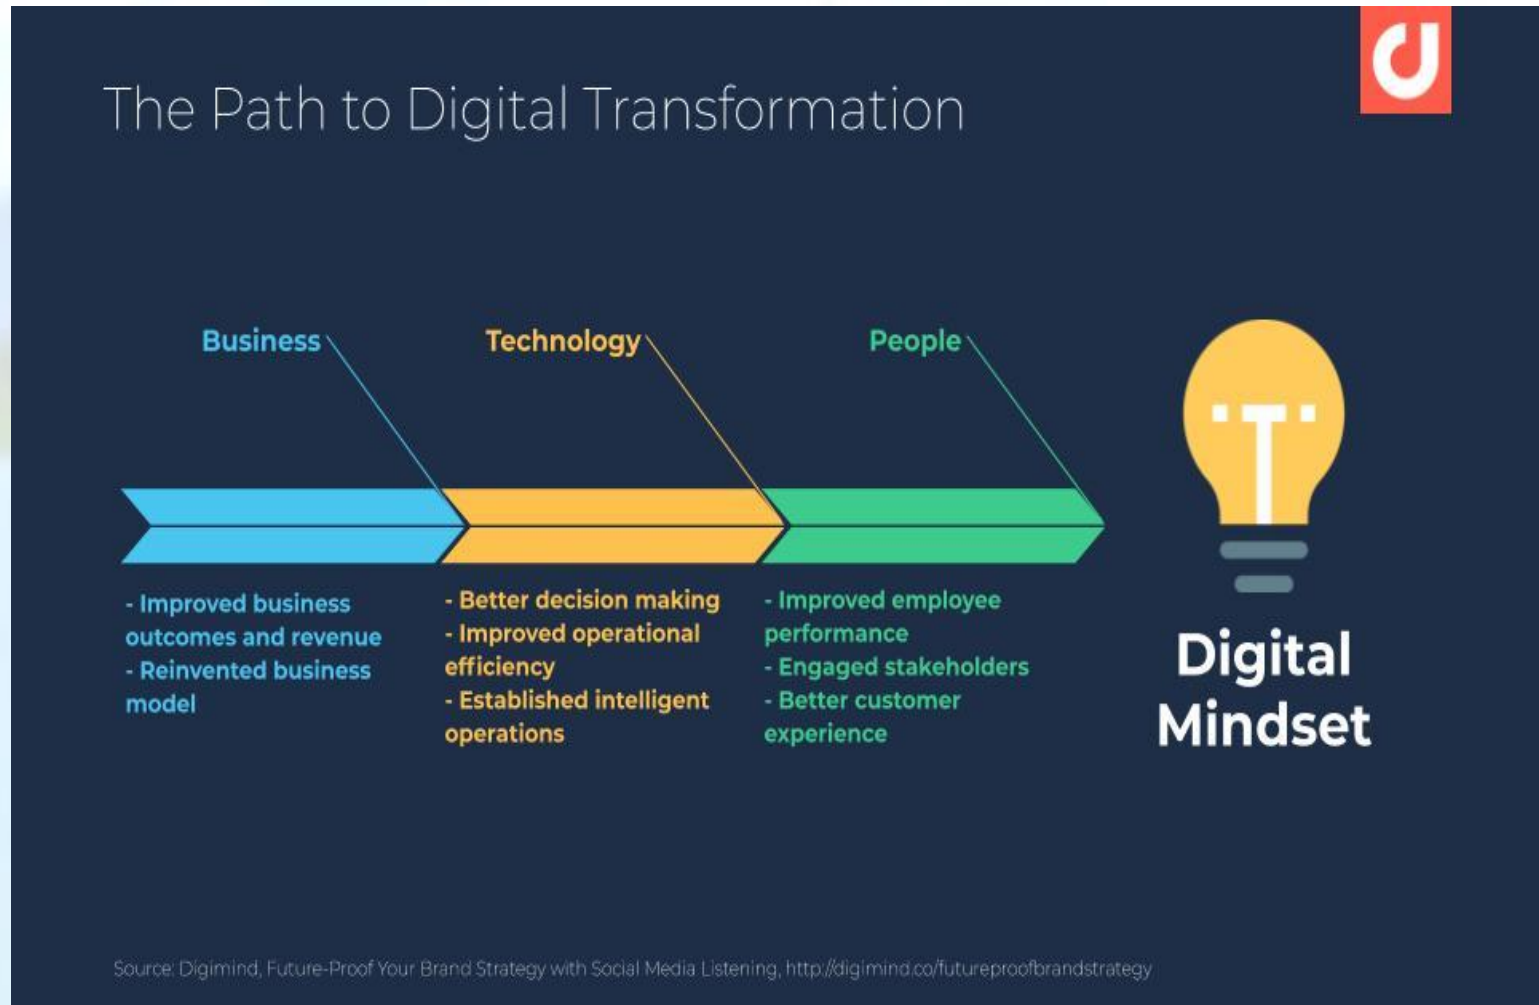 The Path to Digital Transformation
Business
Technology
People
- Improved business
outcomes and revenue
- Reinvented business
model
- Better decision making
- Improved operational
efficiency
- Established intelligent
operations
- Improved employee
performance
- Engaged stakeholders
- Better customer
experience
Digital
Mindset
Source: Digimind, Future-Proof Your Brand Strategy with Social Media Listening, http://digimind.co/futureproofbrandstrategy